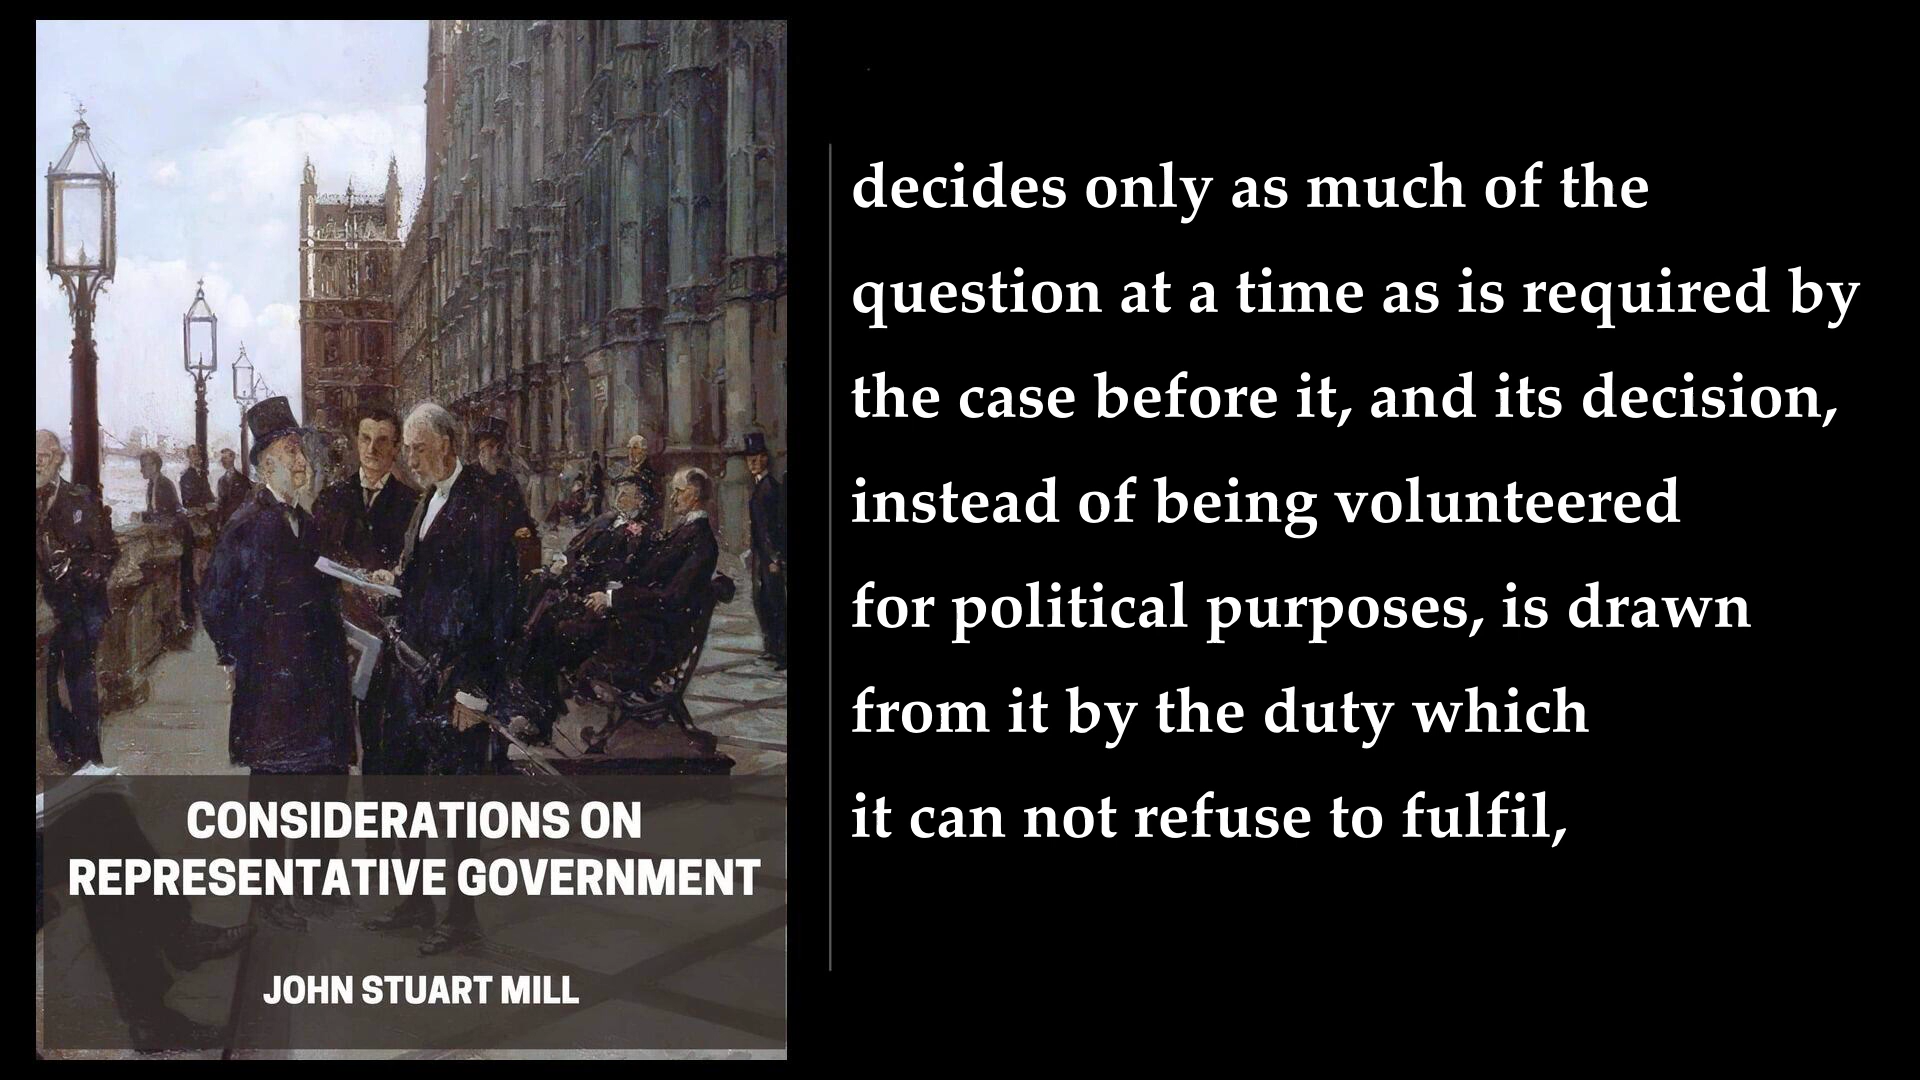 CONSIDERATIONS ON
REPRESENTATIVE GOVERNMENT
JOHN STUART MILL
decides only as much of the
question at a time as is required by
the case before it, and its decision,
instead of being volunteered
for political purposes, is drawn
from it by the duty which
it can not refuse to fulfil,